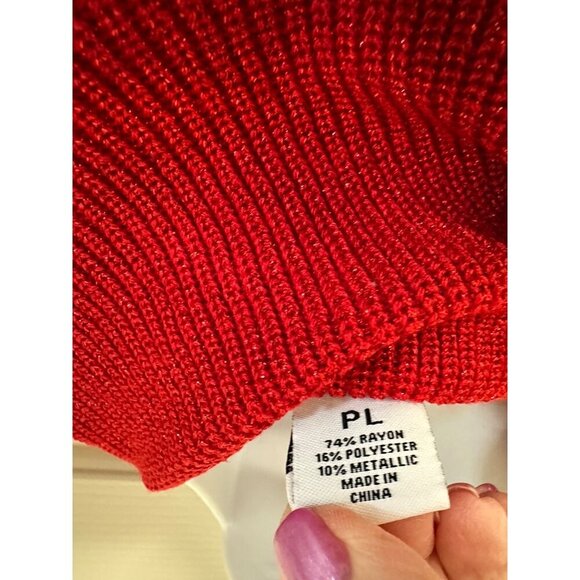 PL
74% RAYON
16% POLYESTER
10% METALLIC
MADE IN
CHINA